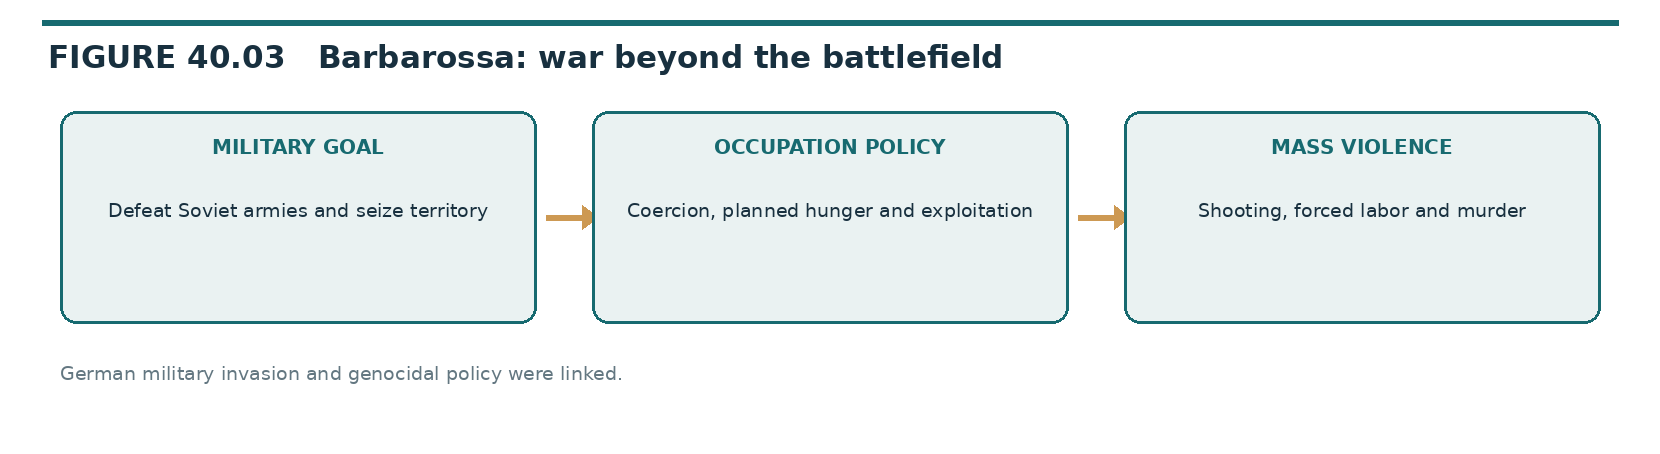 FIGURE 40.03 Barbarossa: war beyond the battlefield
MILITARY GOAL
Defeat Soviet armies and seize territory
OCCUPATION POLICY
Coercion, planned hunger and exploitation
MASS VIOLENCE
Shooting, forced labor and murder
German military invasion and genocidal policy were linked.